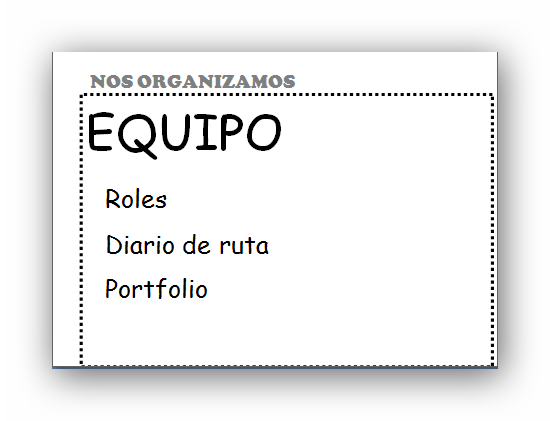 NOS ORGANIZAMOS
EQUIPO
Roles
Diario de ruta
Portfolio